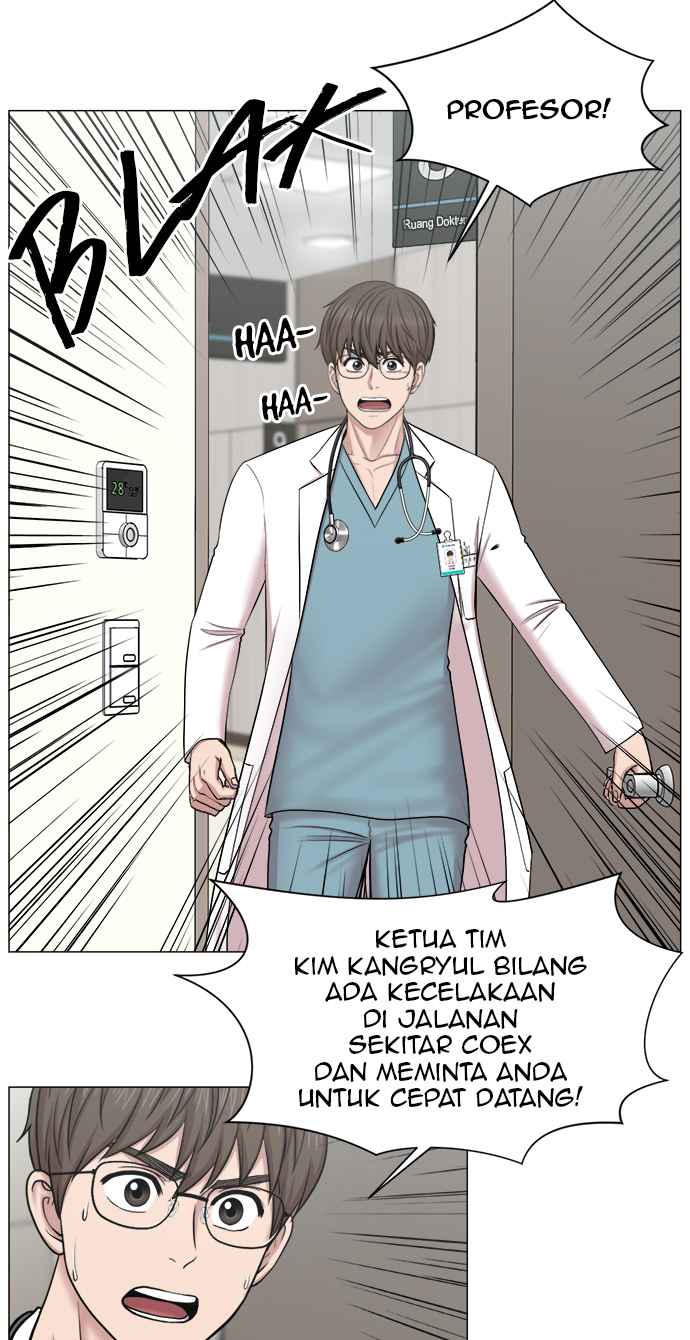 PROFESOR!
BLAK
Ruang Dokter
HAA-
HAA-
28°
KETUA TIM
KIM KANGRYUL BILANG
ADA KECELAKAAN
DI JALANAN
SEKITAR COEX
DAN MEMINTA ANDA
UNTUK CEPAT DATANG!